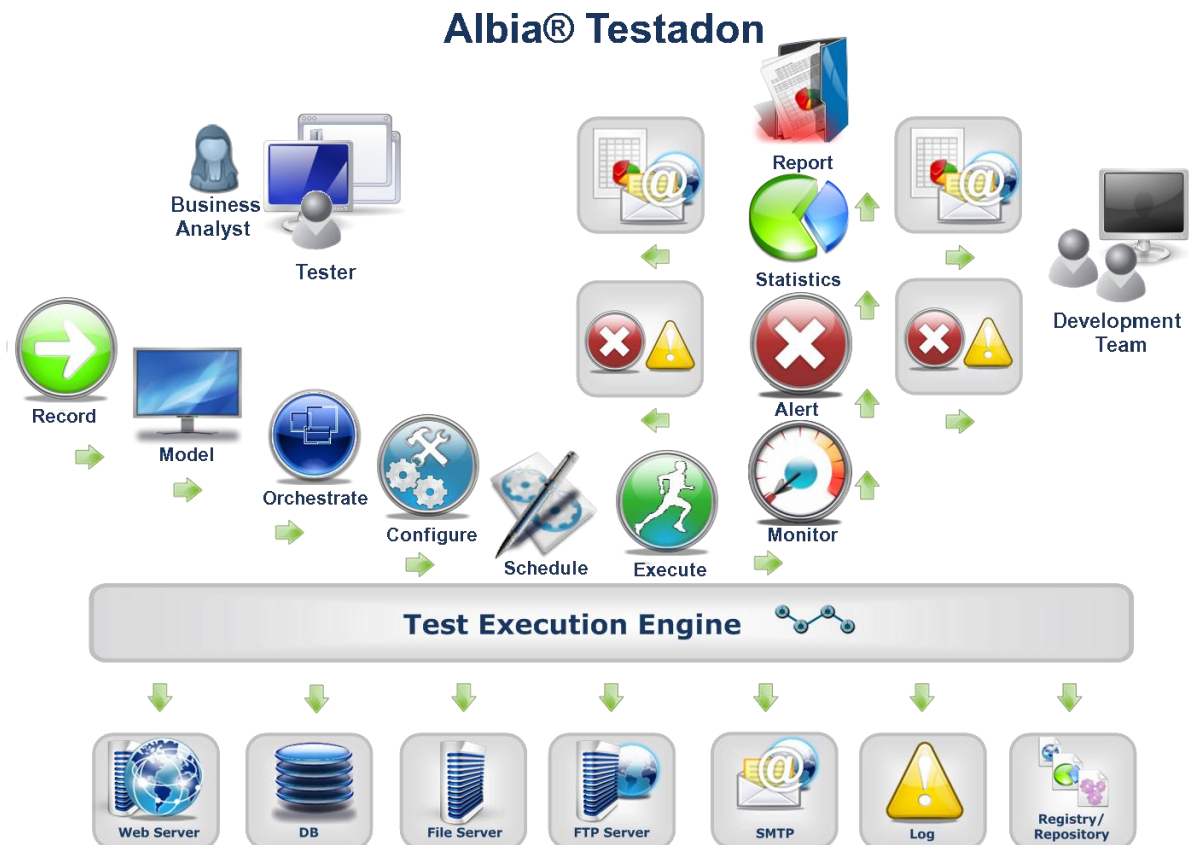 Albia® Testadon
Business
Analyst
Tester
Report
Statistics
Development
Team
Record
Model
Alert
Orchestrate
Configure
Schedule
Execute
Monitor
Test Execution Engine
Web Server
DB
File Server
FTP Server
@
SMTP
Log
Registry/
Repository